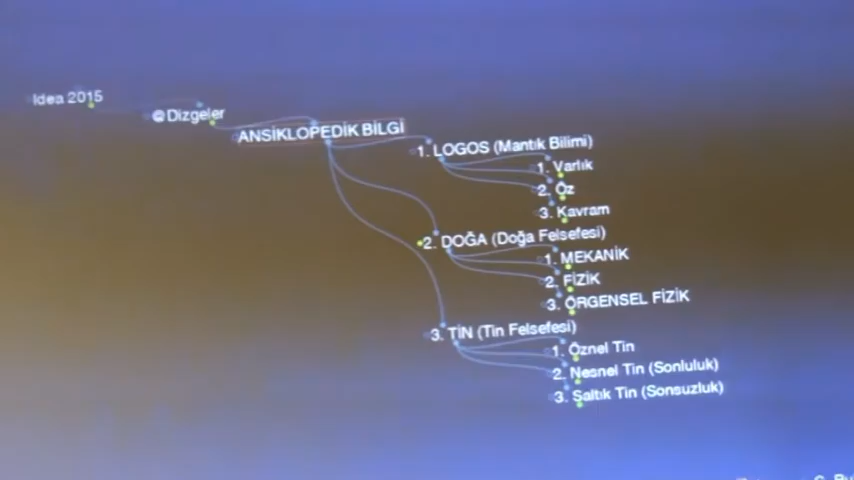 Idea 2015
@Dizgeler
ANSİKLOPEDİK BİLGİ
1. LOGOS (Mantık Bilimi)
1. Varlık
2. Öz
3. Kavram
2. DOĞA (Doğa Felsefesi)
1. MEKANİK
2. FİZİK
3. ÖRGENSEL FİZİK
3. TİN (Tin Felsefesi)
1. Öznel Tin
2. Nesnel Tin (Sonluluk)
3. Saltık Tin (Sonsuzluk)